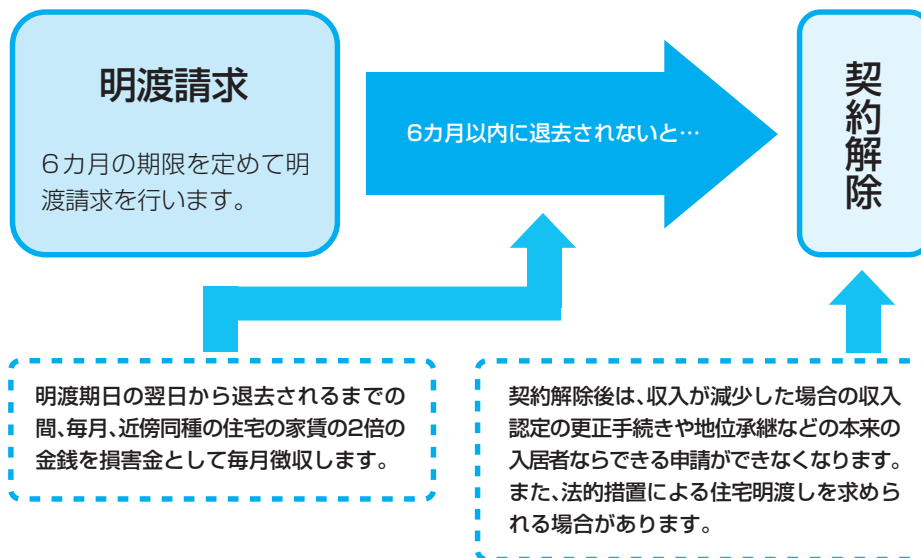 明渡請求
6カ月の期限を定めて明
渡請求を行います。
6カ月以内に退去されないと…
契約解除
明渡期日の翌日から退去されるまでの
間、毎月、近傍同種の住宅の家賃の2倍の
金銭を損害金として毎月徴収します。
契約解除後は、収入が減少した場合の収入
認定の更正手続きや地位承継などの本来の
入居者ならできる申請ができなくなります。
また、法的措置による住宅明渡しを求めら
れる場合があります。